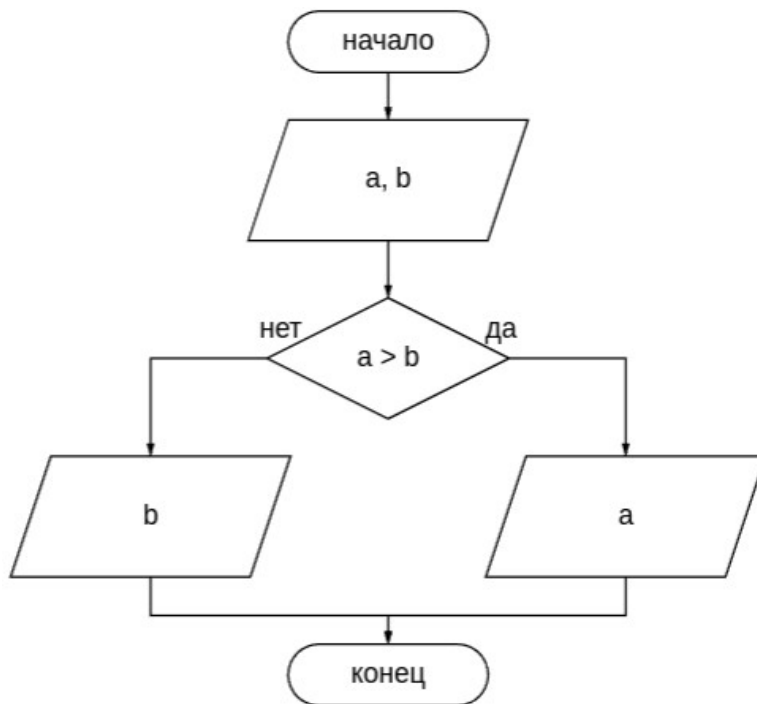 начало
a, b
нет
да
a > b
b
a
конец